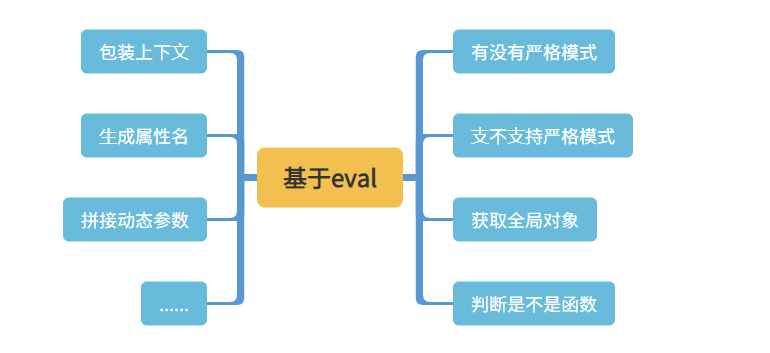 包装上下文
有没有严格模式
生成属性名
支不支持严格模式
基于eval
拼接动态参数
获取全局对象
......
判断是不是函数